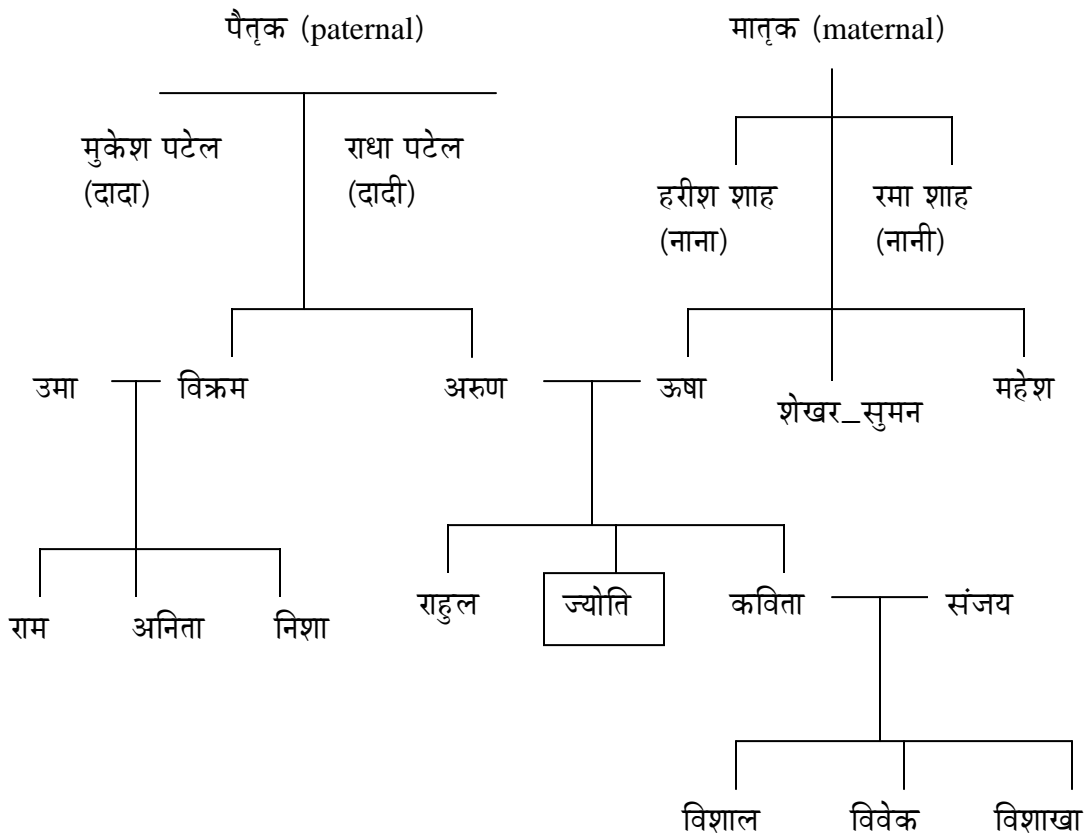 पैतृक (paternal)
मातृक (maternal)
मुकेश पटेल
(दादा)
राधा पटेल
(दादी)
हरीश शाह
(नाना)
रमा शाह
(नानी)
उमा
विक्रम
अरुण
ऊषा
शेखर_सुमन
महेश
राम
अनिता
निशा
राहुल
ज्योति
कविता
संजय
विशाल
विवेक
विशाखा